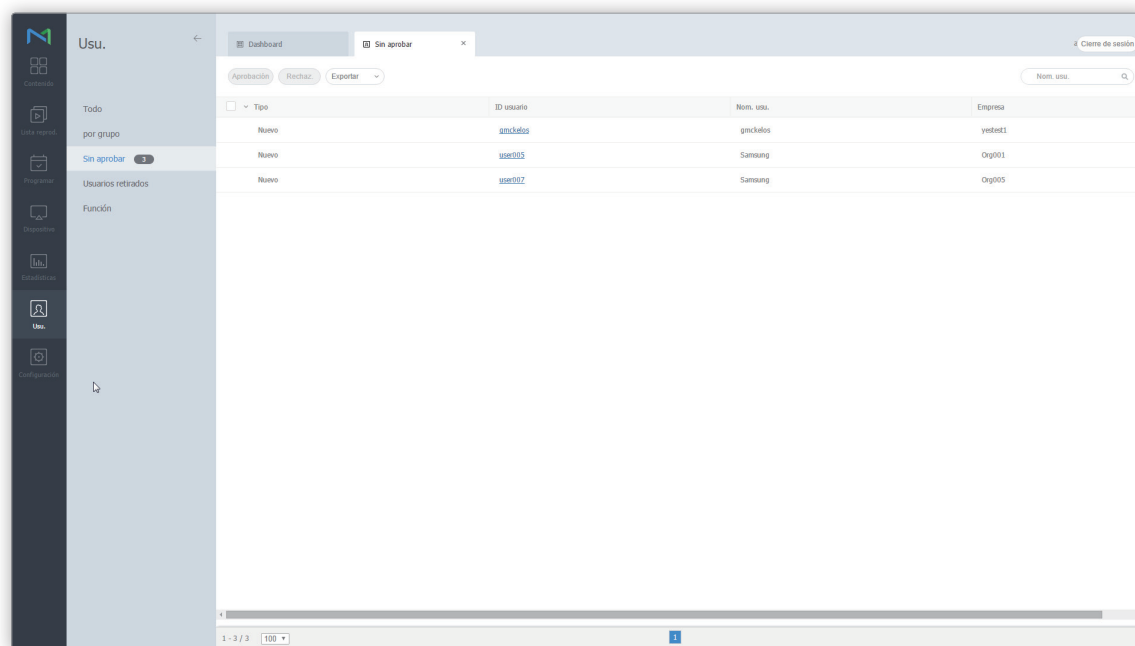 Usu.
Dashboard
Sin aprobar
Cierre de sesión
Aprobación
Rechaz.
Exportar
Nom. usu.
Contenido
Lista reprod.
Programar
Dispositivo
Estadísticas
Usu.
Configuración
Todo
por grupo
Sin aprobar 3
Usuarios retirados
Función
Tipo ID usuario Nom. usu. Empresa
Nuevo gmckelos gmckelos yestest1
Nuevo user005 Samsung Org001
Nuevo user007 Samsung Org005
1 - 3 / 3 100 1